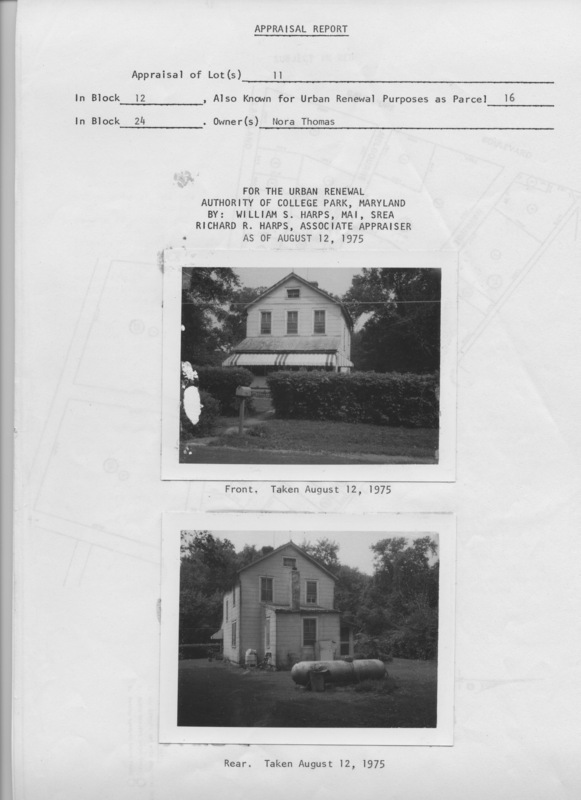 APPRAISAL REPORT
Appraisal of Lot(s) 11
In Block 12, Also Known for Urban Renewal Purposes as Parcel 16
In Block 24. Owner(s) Nora Thomas
FOR THE URBAN RENEWAL
AUTHORITY OF COLLEGE PARK, MARYLAND
BY: WILLIAM S. HARPS, MAI, SREA
RICHARD R. HARPS, ASSOCIATE APPRAISER
AS OF AUGUST 12, 1975
Front. Taken August 12, 1975
Rear. Taken August 12, 1975